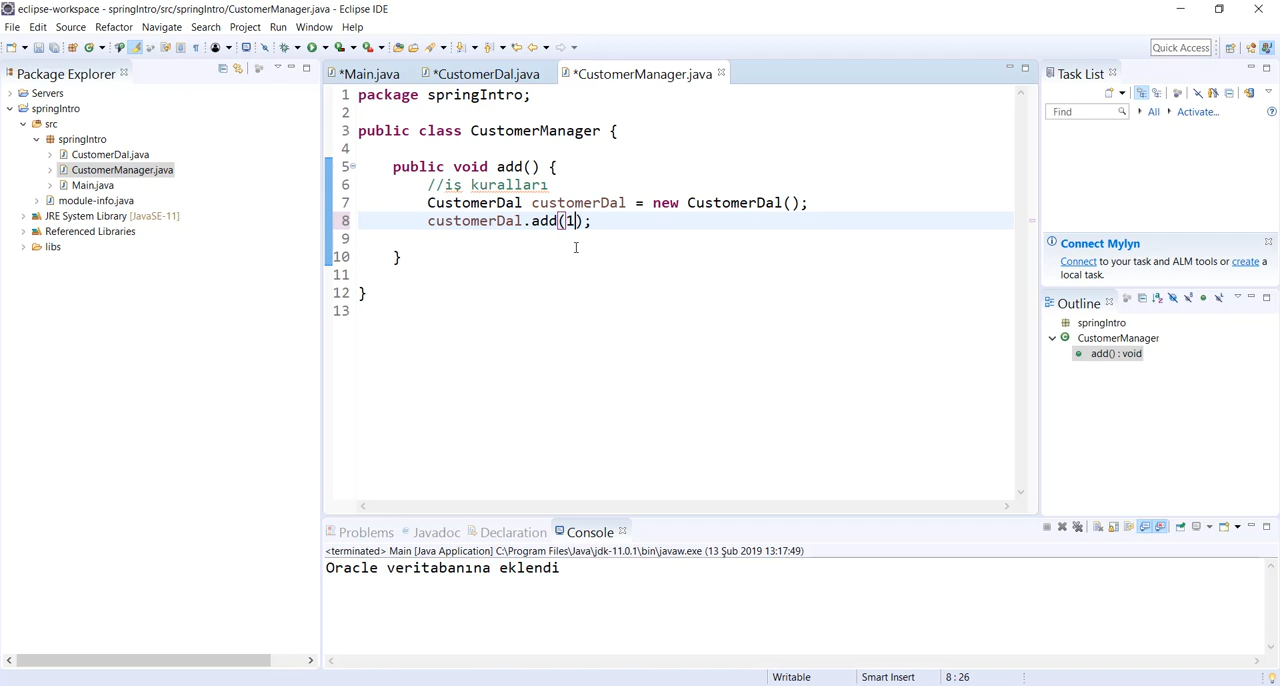 eclipse-workspace - springIntro/src/springIntro/CustomerManager.java - Eclipse IDE
File Edit Source Refactor Navigate Search Project Run Window Help
Quick Access
Package Explorer
Servers
springIntro
src
springIntro
CustomerDal.java
CustomerManager.java
Main.java
module-info.java
JRE System Library [JavaSE-11]
Referenced Libraries
libs
*Main.java *CustomerDal.java *CustomerManager.java
1 package springIntro;
2
3 public class CustomerManager {
4
5 public void add() {
6 //iş kuralları
7 CustomerDal customerDal = new CustomerDal();
8 customerDal.add(1);
9
10 }
11
12 }
13
Task List
Find All Activate...
Connect Mylyn
Connect to your task and ALM tools or create a
local task.
Outline
springIntro
CustomerManager
add() : void
Problems Javadoc Declaration Console
<terminated> Main [Java Application] C:\Program Files\Java\jdk-11.0.1\bin\javaw.exe (13 Şub 2019 13:17:49)
Oracle veritabanına eklendi
Writable Smart Insert 8 : 26